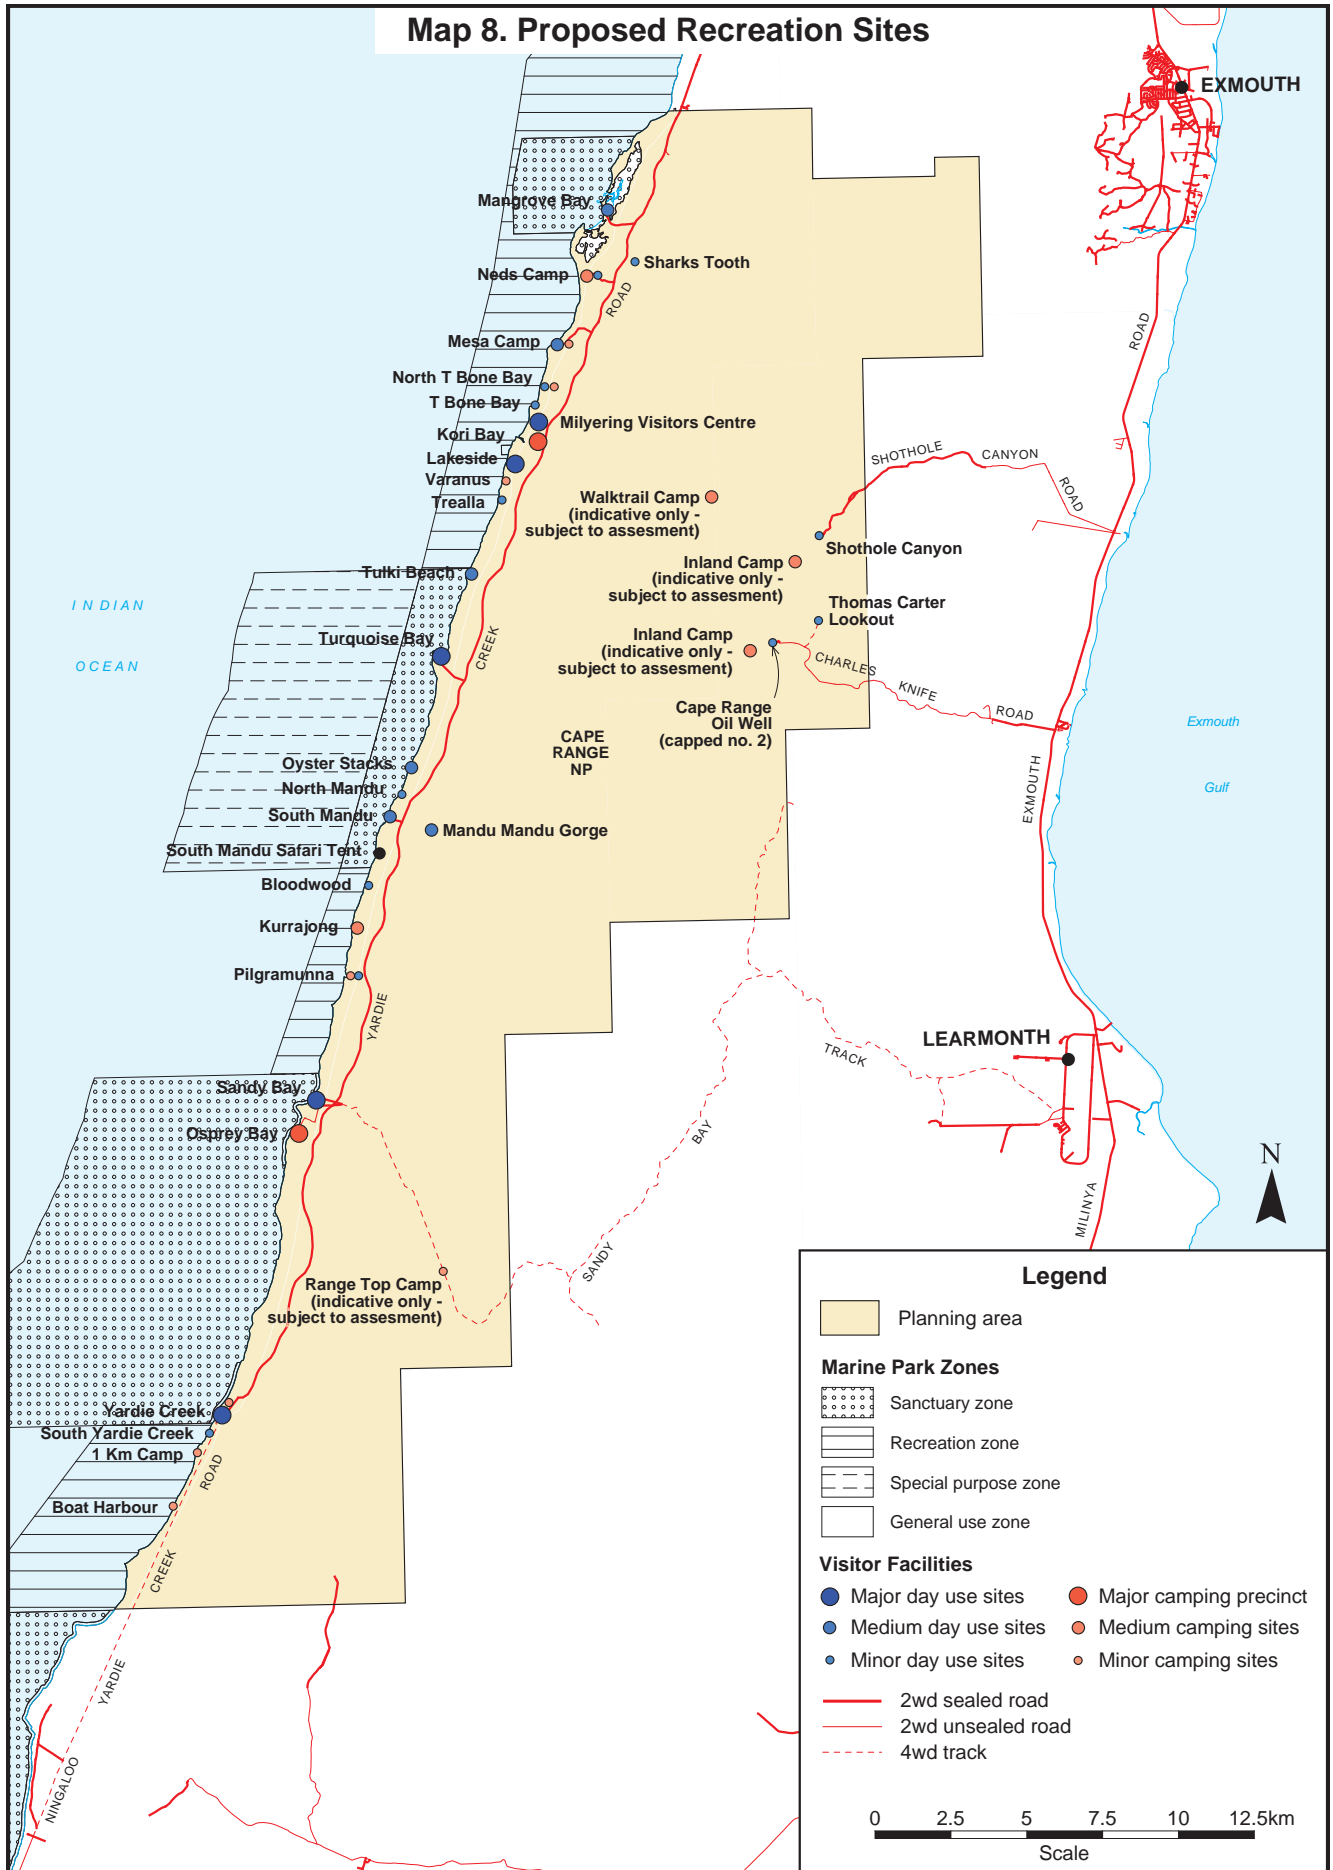 Map 8. Proposed Recreation Sites
EXMOUTH
Mangrove Bay
Sharks Tooth
Neds Camp
ROAD
ROAD
Mesa Camp
North T Bone Bay
T Bone Bay
Milyering Visitors Centre
Kori Bay
Lakeside
Varanus
Trealla
SHOTHOLE
CANYON
ROAD
Walktrail Camp
(indicative only -
subject to assesment)
Shothole Canyon
Inland Camp
(indicative only -
subject to assesment)
Tulki Beach
INDIAN
OCEAN
Thomas Carter
Lookout
Turquoise Bay
CREEK
Inland Camp
(indicative only -
subject to assesment)
CHARLES
KNIFE
ROAD
Cape Range
Oil Well
(capped no. 2)
Exmouth
Gulf
CAPE
RANGE
NP
Oyster Stacks
North Mandu
South Mandu
EXMOUTH
Mandu Mandu Gorge
South Mandu Safari Tent
Bloodwood
Kurrajong
Pilgramunna
YARDIE
LEARMONTH
TRACK
Sandy Bay
Osprey Bay
BAY
SANDY
MILINYA
N
Range Top Camp
(indicative only -
subject to assesment)
Yardie Creek
South Yardie Creek
1 Km Camp
ROAD
Boat Harbour
CREEK
YARDIE
NINGALOO
Legend
Planning area
Marine Park Zones
Sanctuary zone
Recreation zone
Special purpose zone
General use zone
Visitor Facilities
Major day use sites
Major camping precinct
Medium day use sites
Medium camping sites
Minor day use sites
Minor camping sites
2wd sealed road
2wd unsealed road
4wd track
0 2.5 5 7.5 10 12.5km
Scale